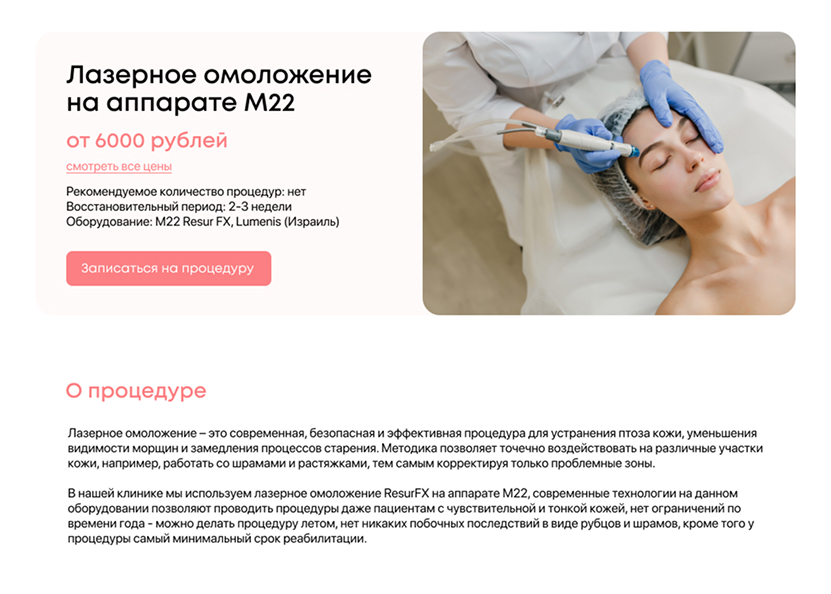 Лазерное омоложение
на аппарате М22
от 6000 рублей
смотреть все цены
Рекомендуемое количество процедур: нет
Восстановительный период: 2-3 недели
Оборудование: M22 Resur FX, Lumenis (Израиль)
Записаться на процедуру
О процедуре
Лазерное омоложение – это современная, безопасная и эффективная процедура для устранения птоза кожи, уменьшения
видимости морщин и замедления процессов старения. Методика позволяет точечно воздействовать на различные участки
кожи, например, работать со шрамами и растяжками, тем самым корректируя только проблемные зоны.
В нашей клинике мы используем лазерное омоложение ResurFX на аппарате М22, современные технологии на данном
оборудовании позволяют проводить процедуры даже пациентам с чувствительной и тонкой кожей, нет ограничений по
времени года - можно делать процедуру летом, нет никаких побочных последствий в виде рубцов и шрамов, кроме того у
процедуры самый минимальный срок реабилитации.